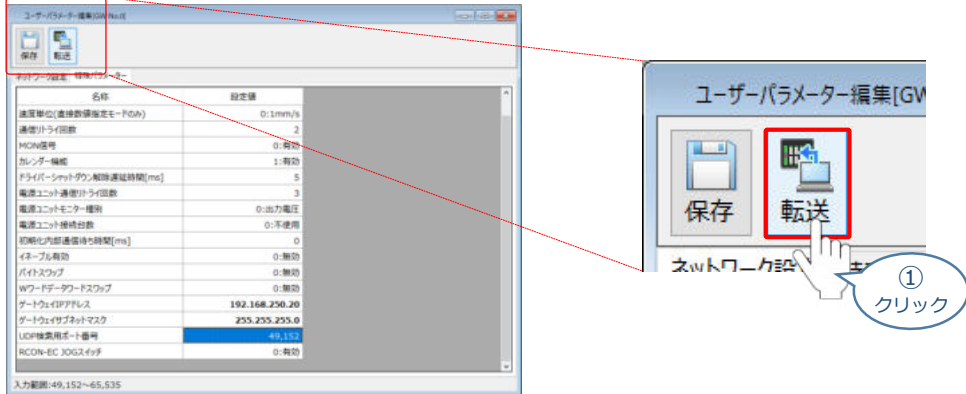 ユーザーパラメーター編集[GW No.0]
保存
転送
ネットワーク設定 特殊パラメーター
名称 設定値
速度単位(直接数値指定モードのみ) 0:1mm/s
通信リトライ回数 2
MON信号 0:有効
カレンダー機能 1:有効
ドライバーシャットダウン解除遅延時間[ms] 5
電源ユニット通信リトライ回数 3
電源ユニットモニター種別 0:出力電圧
電源ユニット接続台数 0:不使用
初期化内部通信待ち時間[ms] 0
イネーブル有効 0:無効
バイトスワップ 0:無効
Wワードデータワードスワップ 0:無効
ゲートウェイIPアドレス 192.168.250.20
ゲートウェイサブネットマスク 255.255.255.0
UDP検索用ポート番号 49,152
RCON-EC JOGスイッチ 0:有効
入力範囲:49,152～65,535
ユーザーパラメーター編集[GW
保存
転送
ネットワーク設
①
クリック